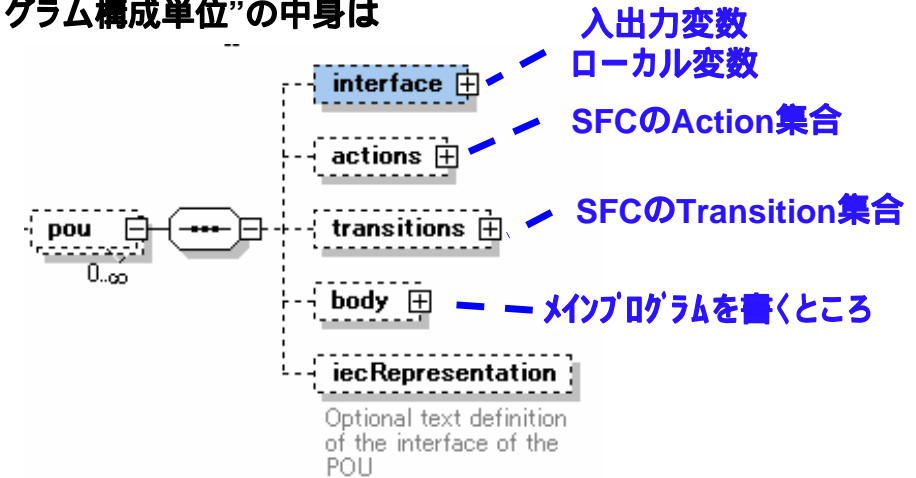 グラム構成単位”の中身は
入出力変数
ローカル変数
interface
SFCのAction集合
actions
SFCのTransition集合
transitions
pou
0..∞
body
メインプログラムを書くところ
iecRepresentation
Optional text definition
of the interface of the
POU